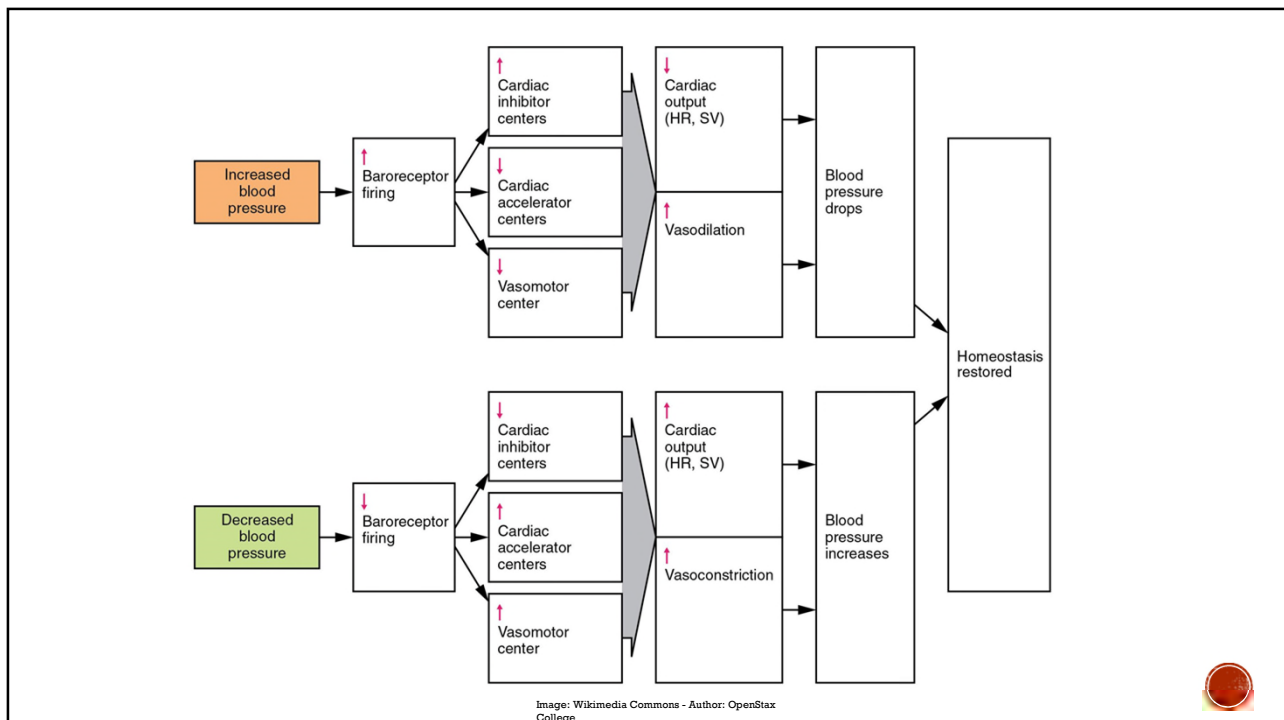 Increased
blood
pressure
↑
Baroreceptor
firing
↑
Cardiac
inhibitor
centers
↓
Cardiac
accelerator
centers
↓
Vasomotor
center
↓
Cardiac
output
(HR, SV)
↑
Vasodilation
Blood
pressure
drops
Homeostasis
restored
Decreased
blood
pressure
↓
Baroreceptor
firing
↓
Cardiac
inhibitor
centers
↑
Cardiac
accelerator
centers
↑
Vasomotor
center
↑
Cardiac
output
(HR, SV)
↑
Vasoconstriction
Blood
pressure
increases
Image: Wikimedia Commons - Author: OpenStax
College